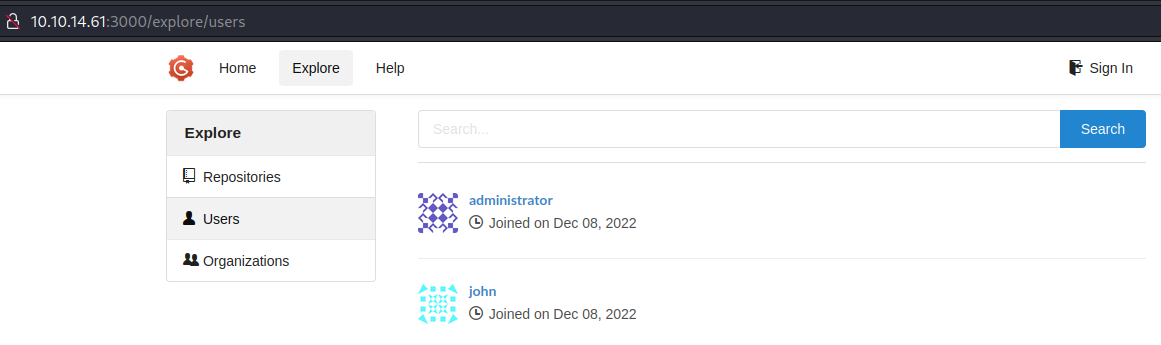 10.10.14.61:3000/explore/users
Home Explore Help Sign In
Explore
Repositories
Users
Organizations
Search... Search
administrator
Joined on Dec 08, 2022
john
Joined on Dec 08, 2022